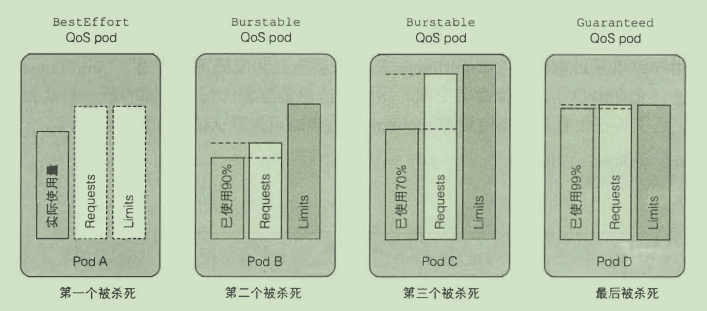 BestEffort
QoS pod
实际使用量
Requests
Limits
Pod A
第一个被杀死
Burstable
QoS pod
已使用90%
Requests
Limits
Pod B
第二个被杀死
Burstable
QoS pod
已使用70%
Requests
Limits
Pod C
第三个被杀死
Guaranteed
QoS pod
已使用99%
Requests
Limits
Pod D
最后被杀死